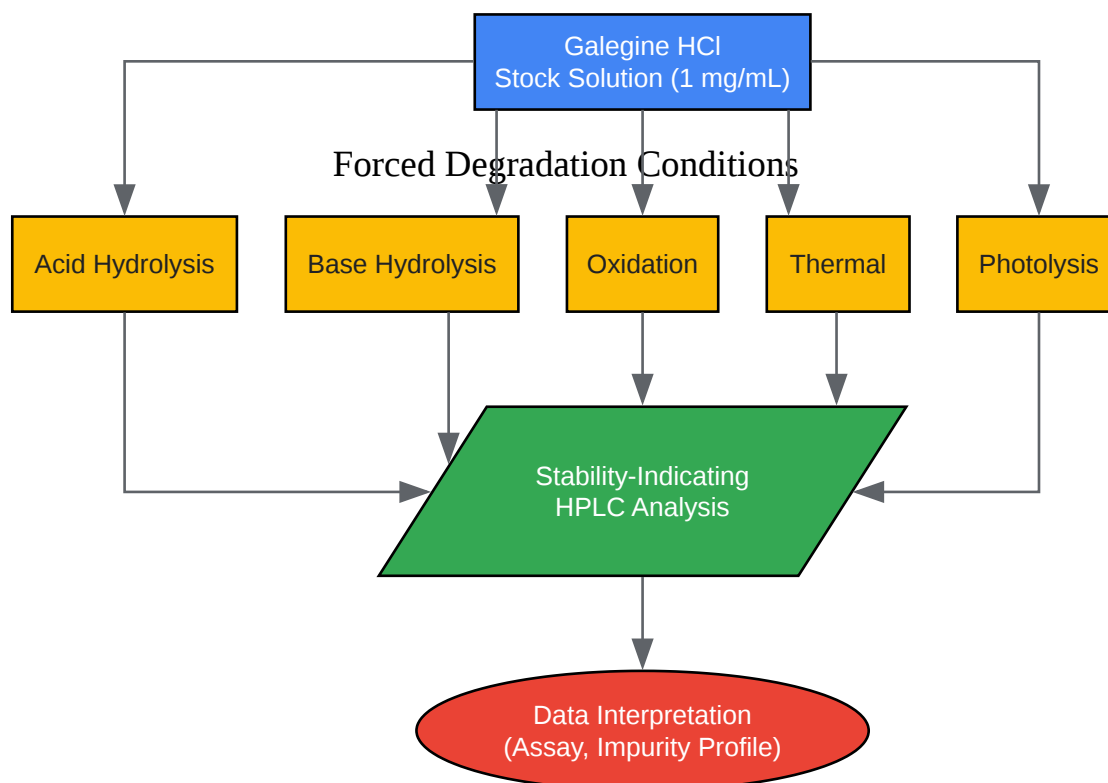 Galegine HCl
Stock Solution (1 mg/mL)
Forced Degradation Conditions
Acid Hydrolysis
Base Hydrolysis
Oxidation
Thermal
Photolysis
Stability-Indicating
HPLC Analysis
Data Interpretation
(Assay, Impurity Profile)